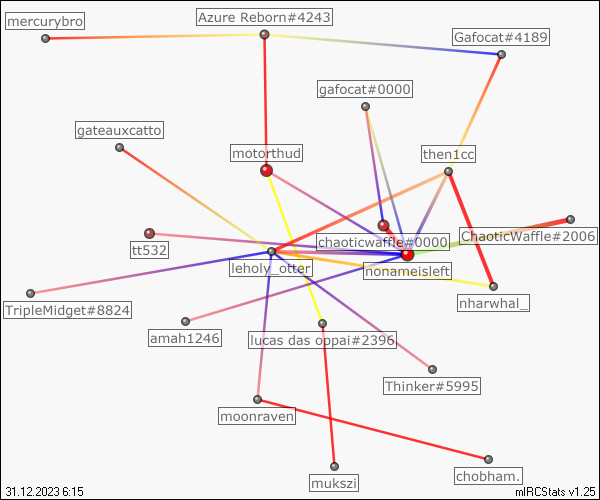 Azure Reborn#4243
mercurybro
Gafocat#4189
gafocat#0000
gateauxcatto
motorthud
then1cc
chaoticwaffle#0000
ChaoticWaffle#2006
tt532
leholy_otter
nonameisleft
TripleMidget#8824
nharwhal_
amah1246
lucas das oppai#2396
Thinker#5995
moonraven
mukszi
chobham.
31.12.2023 6:15
mIRCStats v1.25